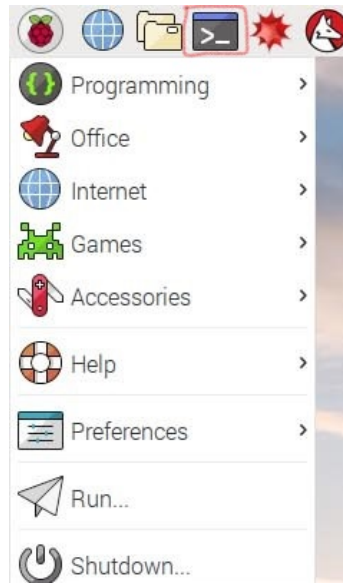 Programming
Office
Internet
Games
Accessories
Help
Preferences
Run...
Shutdown...